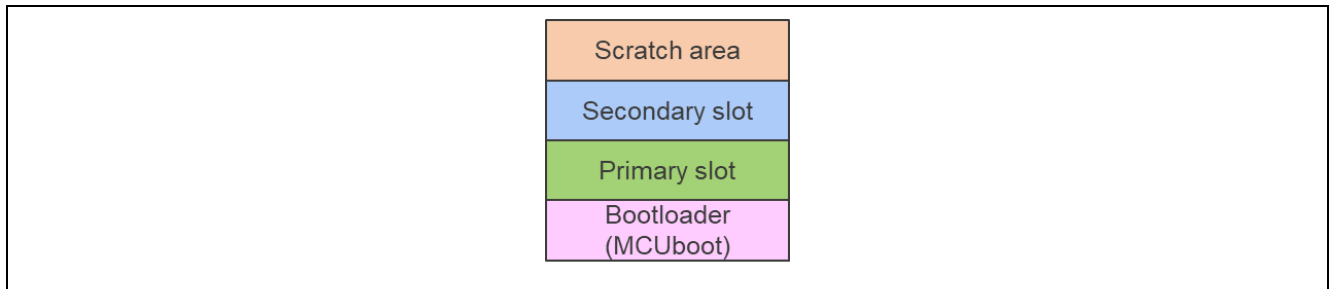 Scratch area
Secondary slot
Primary slot
Bootloader
(MCUboot)